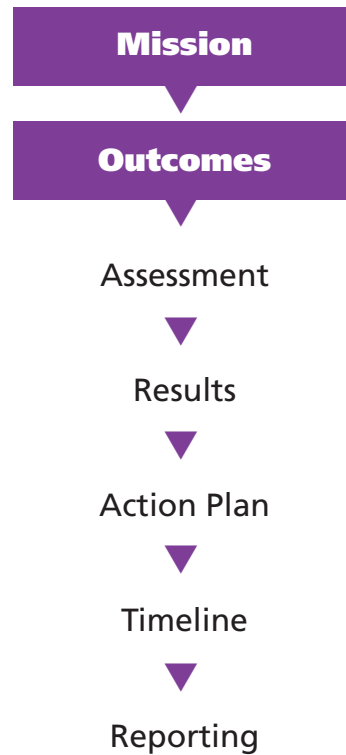 Mission
Outcomes
Assessment
Results
Action Plan
Timeline
Reporting